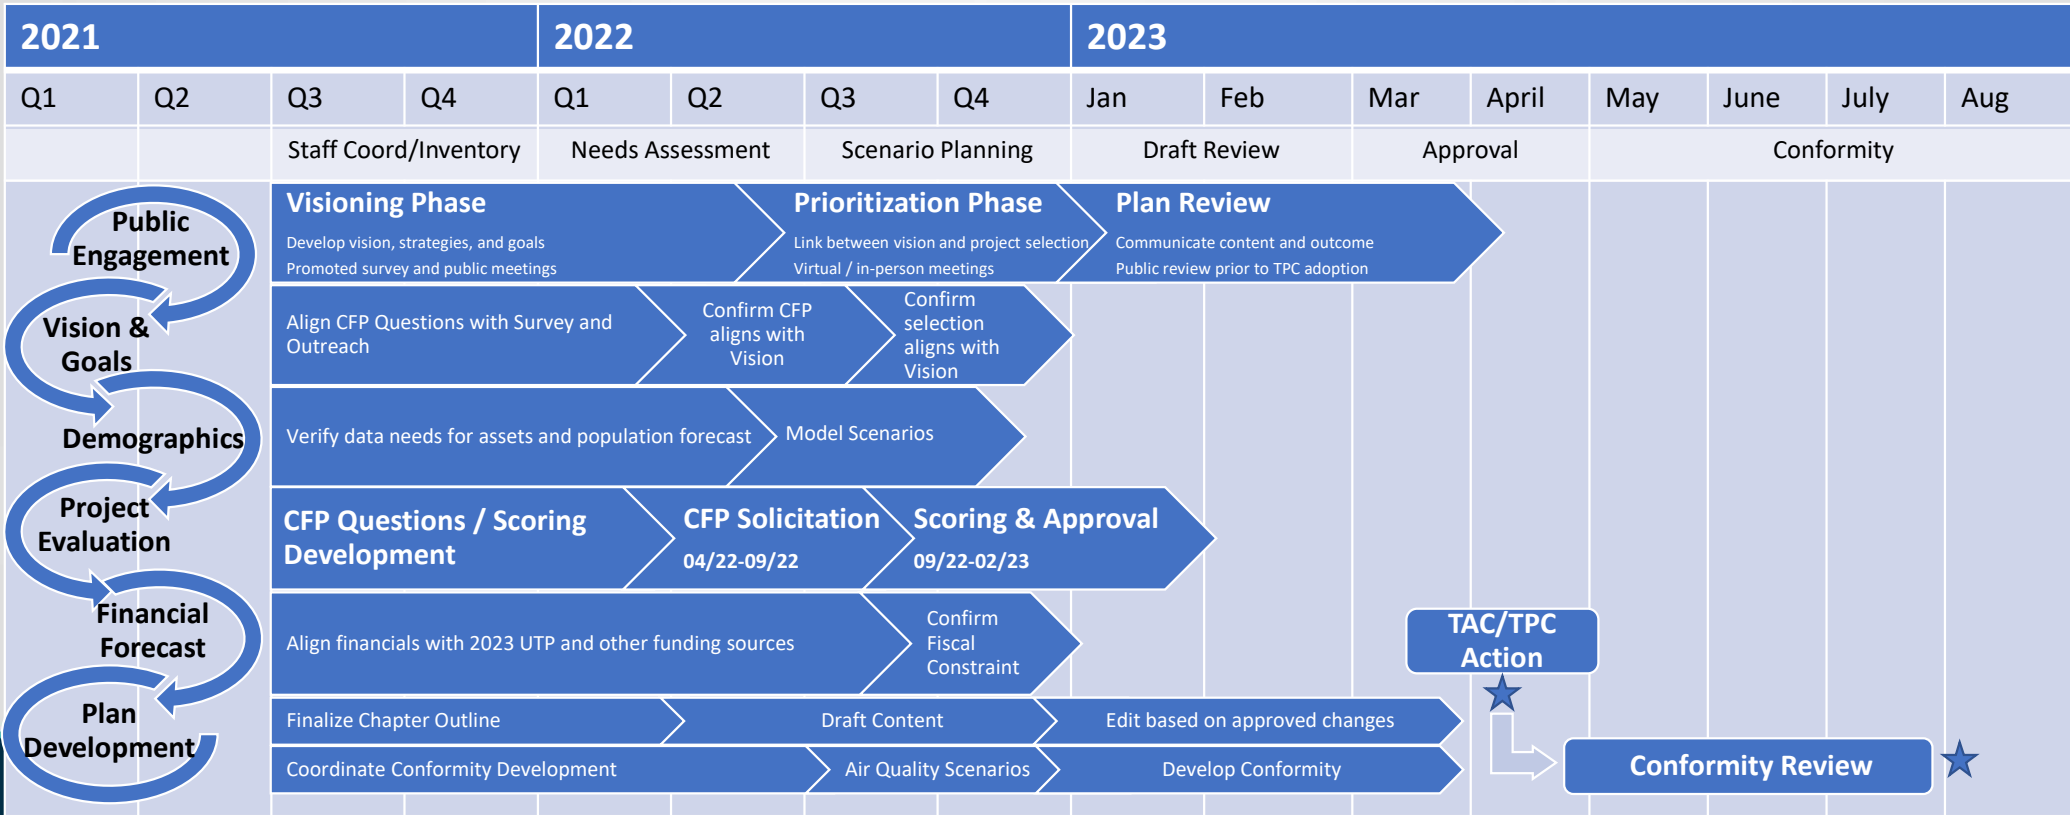 2021 2022 2023
Q1 Q2 Q3 Q4 Q1 Q2 Q3 Q4 Jan Feb Mar April May June July Aug
Staff Coord/Inventory Needs Assessment Scenario Planning Draft Review Approval Conformity
Public
Engagement
Visioning Phase
Develop vision, strategies, and goals
Promoted survey and public meetings
Prioritization Phase
Link between vision and project selection
Virtual / in-person meetings
Plan Review
Communicate content and outcome
Public review prior to TPC adoption
Vision &
Goals
Align CFP Questions with Survey and
Outreach
Confirm CFP
aligns with
Vision
Confirm
selection
aligns with
Vision
Demographics
Verify data needs for assets and population forecast
Model Scenarios
Project
Evaluation
CFP Questions / Scoring
Development
CFP Solicitation
04/22-09/22
Scoring & Approval
09/22-02/23
Financial
Forecast
Align financials with 2023 UTP and other funding sources
Confirm
Fiscal
Constraint
TAC/TPC
Action
Plan
Development
Finalize Chapter Outline
Draft Content
Edit based on approved changes
Coordinate Conformity Development
Air Quality Scenarios
Develop Conformity
Conformity Review